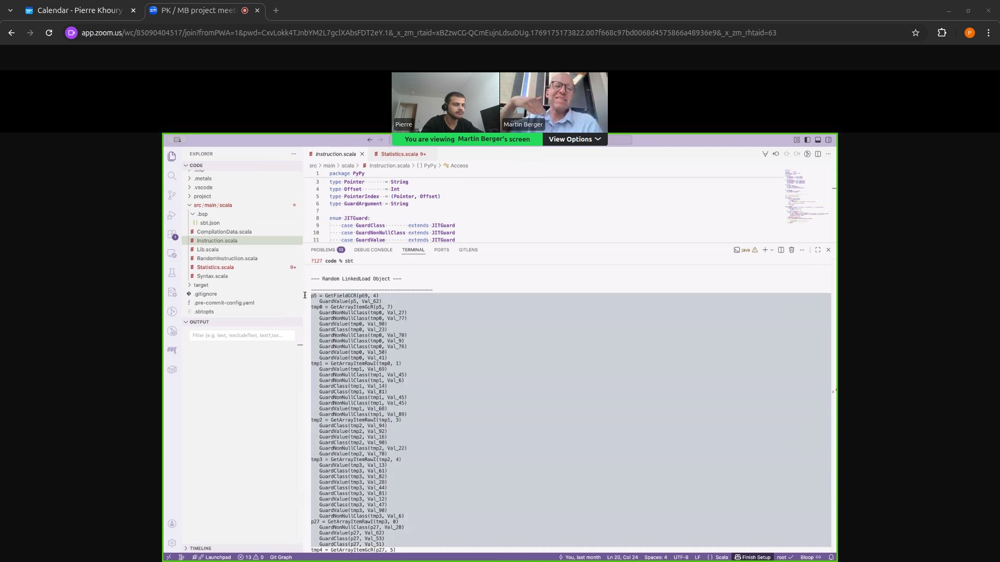 Calendar - Pierre Khoury
PK / MB project meet
app.zoom.us/wc/85090404517/join?fromPWA=1&pwd=CxvLokk4TJnbYM2L7gclXAbsFDT2eY.1&_x_zm_rtaid=xBZzwCG-QCmEujnLdsuDUg.1769175173822.007f668c97bd0068d4575866a48936e9&_x_zm_rhtaid=63
P
Pierre
Martin Berger
You are viewing Martin Berger's screen
View Options
EXPLORER
CODE
.bsp
.metals
.vscode
project
src/main/scala
.bsp
sbt.json
CompilationData.scala
Instruction.scala
Lib.scala
RandomInstruction.scala
Statistics.scala 9+
Syntax.scala
target
.gitignore
.pre-commit-config.yaml
.sbtopts
OUTPUT
Filter (e.g. text, !excludeText, text1,tex...
TIMELINE
Instruction.scala
Statistics.scala 9+
src > main > scala > Instruction.scala > { } PyPy > Access
1 package PyPy
3 type Pointer = String
4 type Offset = Int
5 type PointerIndex = (Pointer, Offset)
6 type GuardArgument = String
7
8 enum JITGuard:
9 case GuardClass extends JITGuard
10 case GuardNonNullClass extends JITGuard
11 case GuardValue extends JITGuard
PROBLEMS 13 DEBUG CONSOLE TERMINAL PORTS GITLENS
java
?127 code % sbt
--- Random LinkedLoad Object ---
-------------------------------------------
p5 = GetFieldGCR(p69, 4)
GuardValue(p5, Val_62)
tmp0 = GetArrayItemGcR(p5, 7)
GuardNonNullClass(tmp0, Val_27)
GuardNonNullClass(tmp0, Val_77)
GuardValue(tmp0, Val_90)
GuardClass(tmp0, Val_23)
GuardNonNullClass(tmp0, Val_70)
GuardNonNullClass(tmp0, Val_9)
GuardNonNullClass(tmp0, Val_76)
GuardValue(tmp0, Val_50)
GuardValue(tmp0, Val_41)
tmp1 = GetArrayItemRawI(tmp0, 1)
GuardValue(tmp1, Val_69)
GuardNonNullClass(tmp1, Val_45)
GuardNonNullClass(tmp1, Val_6)
GuardClass(tmp1, Val_14)
GuardClass(tmp1, Val_81)
GuardNonNullClass(tmp1, Val_45)
GuardNonNullClass(tmp1, Val_45)
GuardValue(tmp1, Val_68)
GuardNonNullClass(tmp1, Val_89)
tmp2 = GetArrayItemRawI(tmp1, 3)
GuardClass(tmp2, Val_94)
GuardValue(tmp2, Val_92)
GuardValue(tmp2, Val_16)
GuardClass(tmp2, Val_90)
GuardNonNullClass(tmp2, Val_22)
GuardValue(tmp2, Val_70)
tmp3 = GetArrayItemRawI(tmp2, 4)
GuardValue(tmp3, Val_13)
GuardClass(tmp3, Val_61)
GuardClass(tmp3, Val_82)
GuardValue(tmp3, Val_28)
GuardClass(tmp3, Val_44)
GuardClass(tmp3, Val_81)
GuardValue(tmp3, Val_12)
GuardClass(tmp3, Val_47)
GuardValue(tmp3, Val_90)
GuardNonNullClass(tmp3, Val_6)
p27 = GetArrayItemRawI(tmp3, 0)
GuardNonNullClass(p27, Val_28)
GuardValue(p27, Val_62)
GuardClass(p27, Val_53)
GuardClass(p27, Val_51)
tmp4 = GetArrayItemGcR(p27, 5)
Launchpad 13 0 Git Graph You, last month Ln 20, Col 24 Spaces: 4 UTF-8 LF { } Scala Finish Setup root Bloop